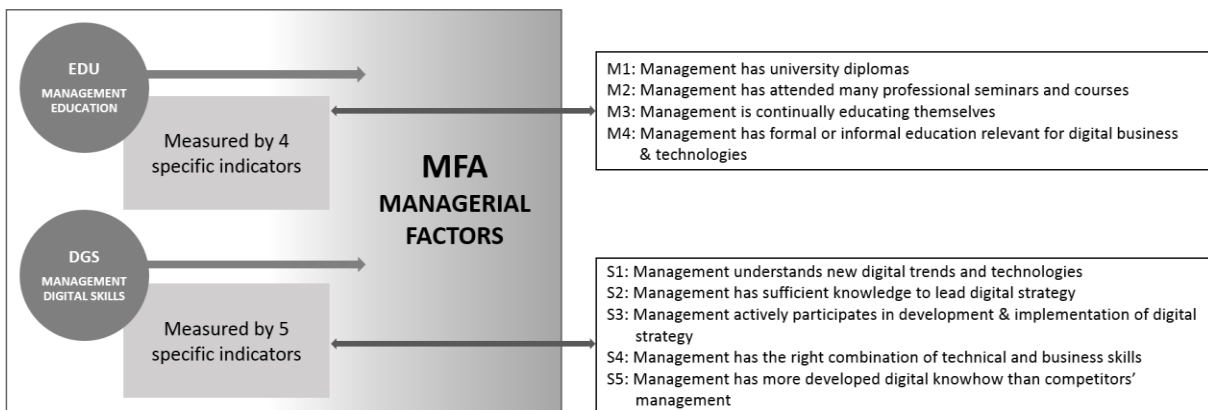 EDU
MANAGEMENT
EDUCATION
Measured by 4
specific indicators
DGS
MANAGEMENT
DIGITAL SKILLS
Measured by 5
specific indicators
MFA
MANAGERIAL
FACTORS
M1: Management has university diplomas
M2: Management has attended many professional seminars and courses
M3: Management is continually educating themselves
M4: Management has formal or informal education relevant for digital business
& technologies
S1: Management understands new digital trends and technologies
S2: Management has sufficient knowledge to lead digital strategy
S3: Management actively participates in development & implementation of digital
strategy
S4: Management has the right combination of technical and business skills
S5: Management has more developed digital knowhow than competitors’
management